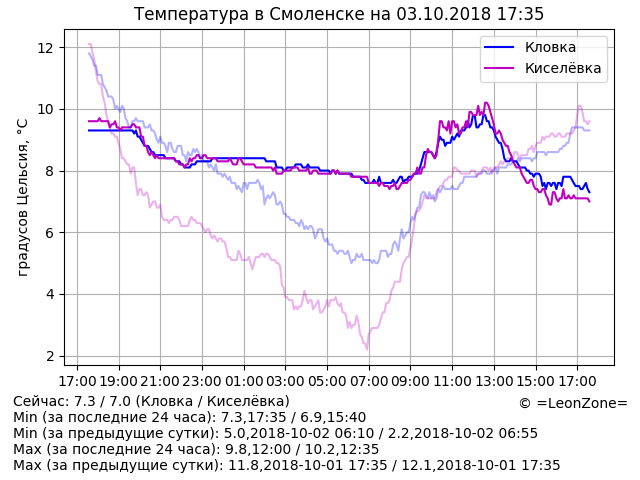 Температура в Смоленске на 03.10.2018 17:35
Кловка
Киселёвка
градусов Цельсия, °C
12
10
8
6
4
2
17:00 19:00 21:00 23:00 01:00 03:00 05:00 07:00 09:00 11:00 13:00 15:00 17:00
Сейчас: 7.3 / 7.0 (Кловка / Киселёвка)
© =LeonZone=
Min (за последние 24 часа): 7.3,17:35 / 6.9,15:40
Min (за предыдущие сутки): 5.0,2018-10-02 06:10 / 2.2,2018-10-02 06:55
Max (за последние 24 часа): 9.8,12:00 / 10.2,12:35
Max (за предыдущие сутки): 11.8,2018-10-01 17:35 / 12.1,2018-10-01 17:35